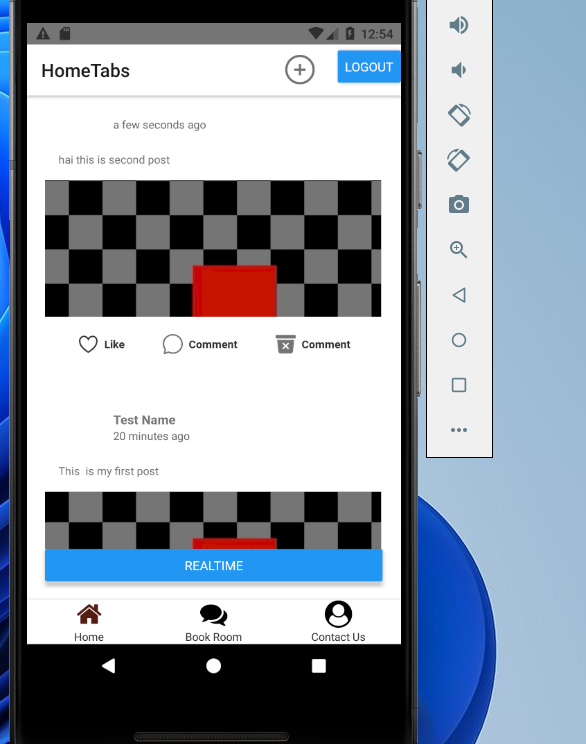 12:54
HomeTabs
LOGOUT
a few seconds ago
hai this is second post
Like
Comment
Comment
Test Name
20 minutes ago
This is my first post
REALTIME
Home
Book Room
Contact Us